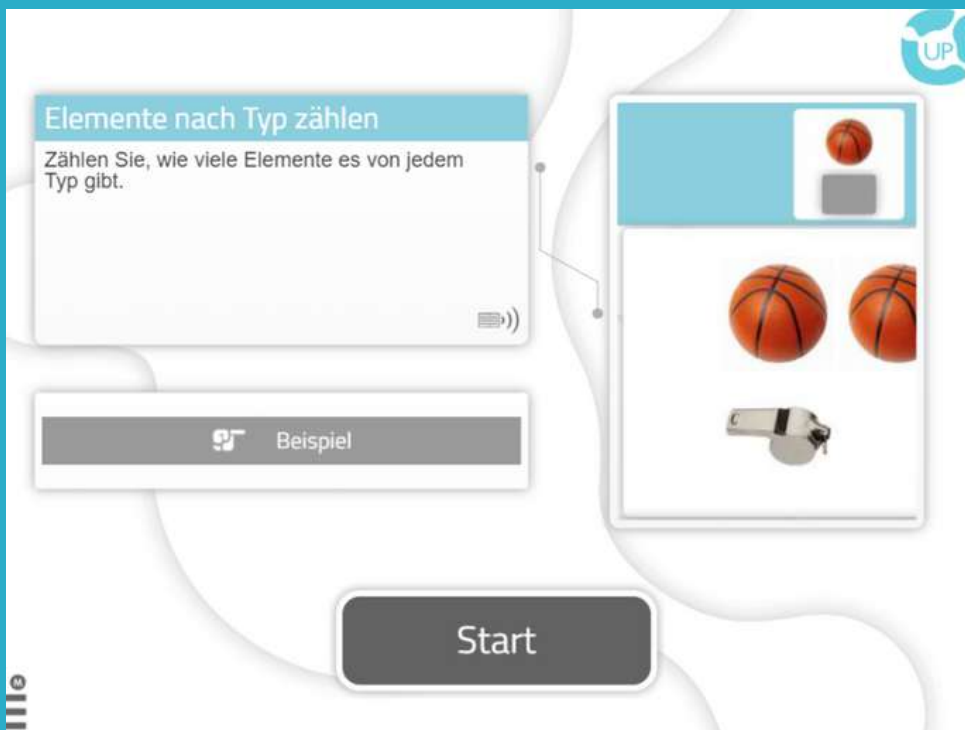 UP
Elemente nach Typ zählen
Zählen Sie, wie viele Elemente es von jedem
Typ gibt.
Beispiel
Start
M